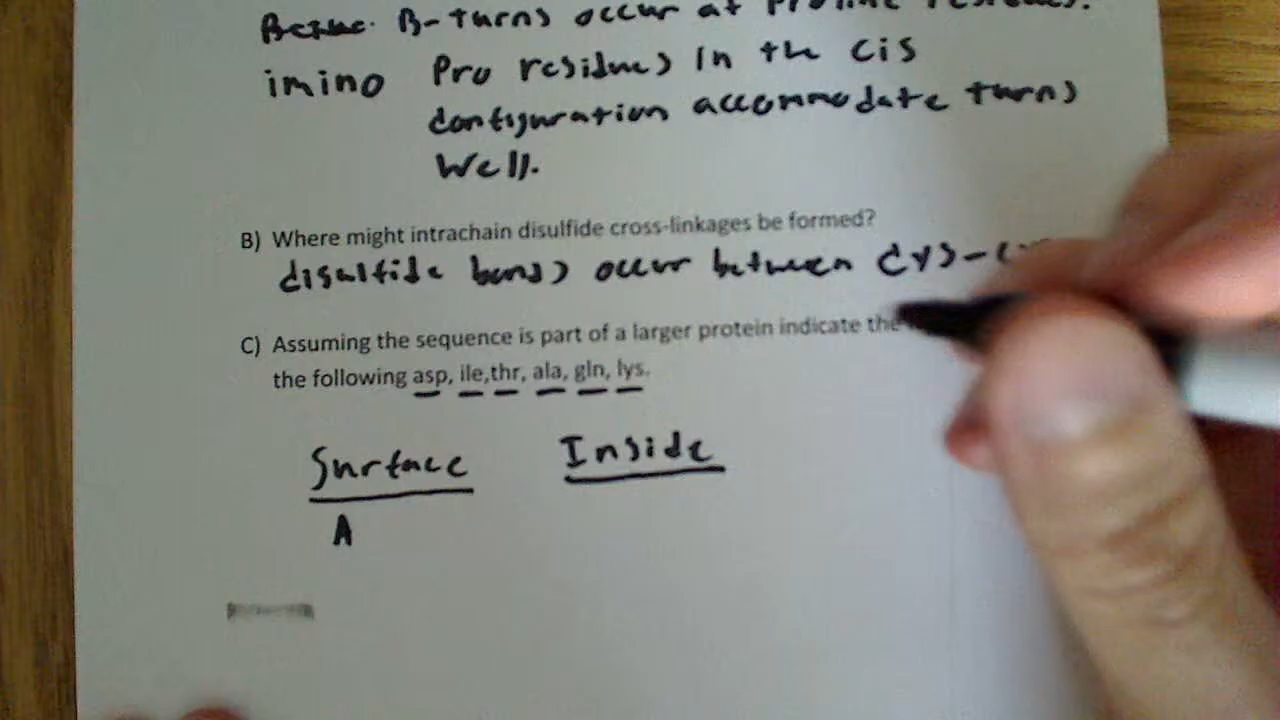 B-turns occur at
imino Pro residues in the cis
configuration accommodate turns
well.
B) Where might intrachain disulfide cross-linkages be formed?
disulfide bonds occur between cys-
C) Assuming the sequence is part of a larger protein indicate the
the following asp, ile,thr, ala, gln, lys.
Surface Inside
A